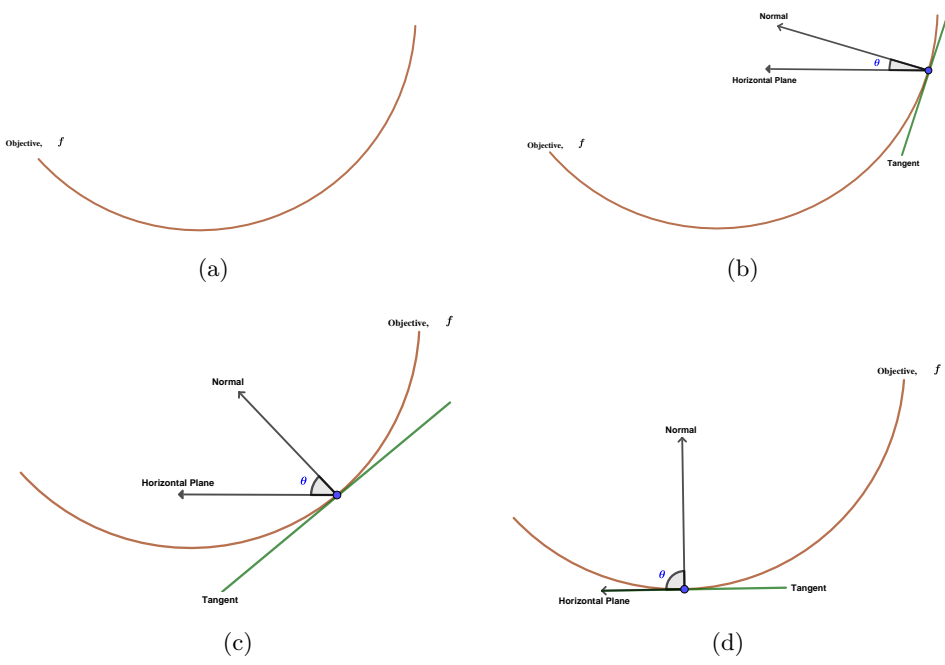 Objective, f
(a)
Normal
θ
Horizontal Plane
Objective, f
Tangent
(b)
Objective, f
Normal
Horizontal Plane
θ
Tangent
(c)
Objective, f
Normal
θ
Horizontal Plane
Tangent
(d)